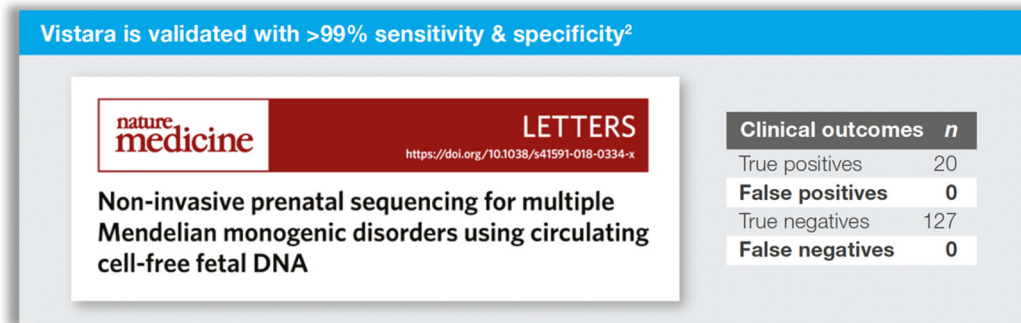 Vistara is validated with >99% sensitivity & specificity²
nature
medicine
LETTERS
https://doi.org/10.1038/s41591-018-0334-x
Non-invasive prenatal sequencing for multiple
Mendelian monogenic disorders using circulating
cell-free fetal DNA
Clinical outcomes n
True positives 20
False positives 0
True negatives 127
False negatives 0